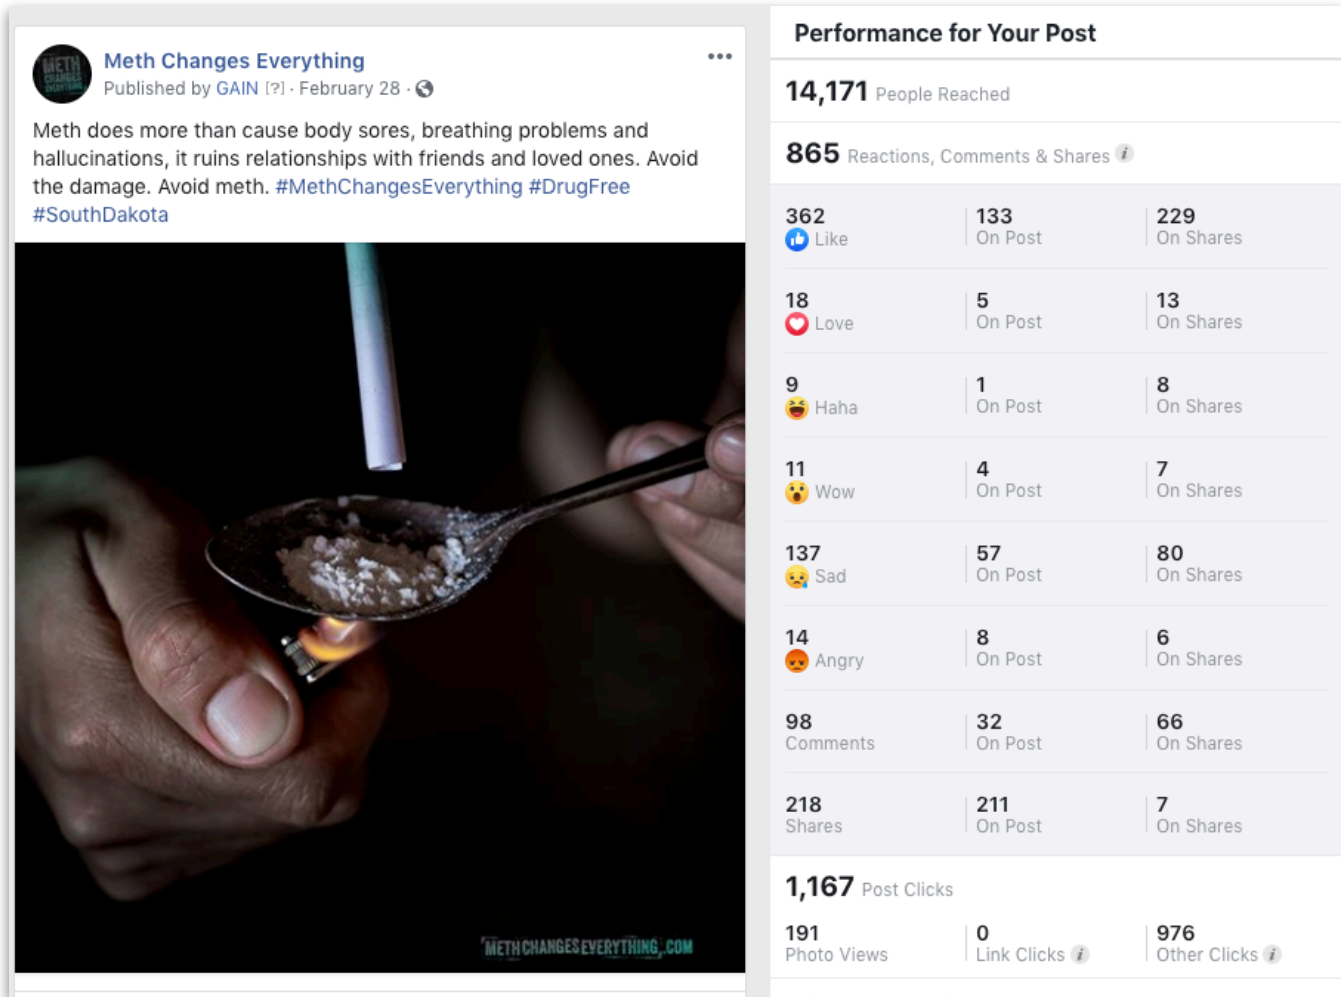 Meth Changes Everything
Published by GAIN [?] · February 28 ·
Meth does more than cause body sores, breathing problems and
hallucinations, it ruins relationships with friends and loved ones. Avoid
the damage. Avoid meth. #MethChangesEverything #DrugFree
#SouthDakota
METH
CHANGES
EVERYTHING
METHCHANGESEVERYTHING.COM
Performance for Your Post
14,171 People Reached
865 Reactions, Comments & Shares i
362 133 229
Like On Post On Shares
18 5 13
Love On Post On Shares
9 1 8
Haha On Post On Shares
11 4 7
Wow On Post On Shares
137 57 80
Sad On Post On Shares
14 8 6
Angry On Post On Shares
98 32 66
Comments On Post On Shares
218 211 7
Shares On Post On Shares
1,167 Post Clicks
191 0 976
Photo Views Link Clicks i Other Clicks i